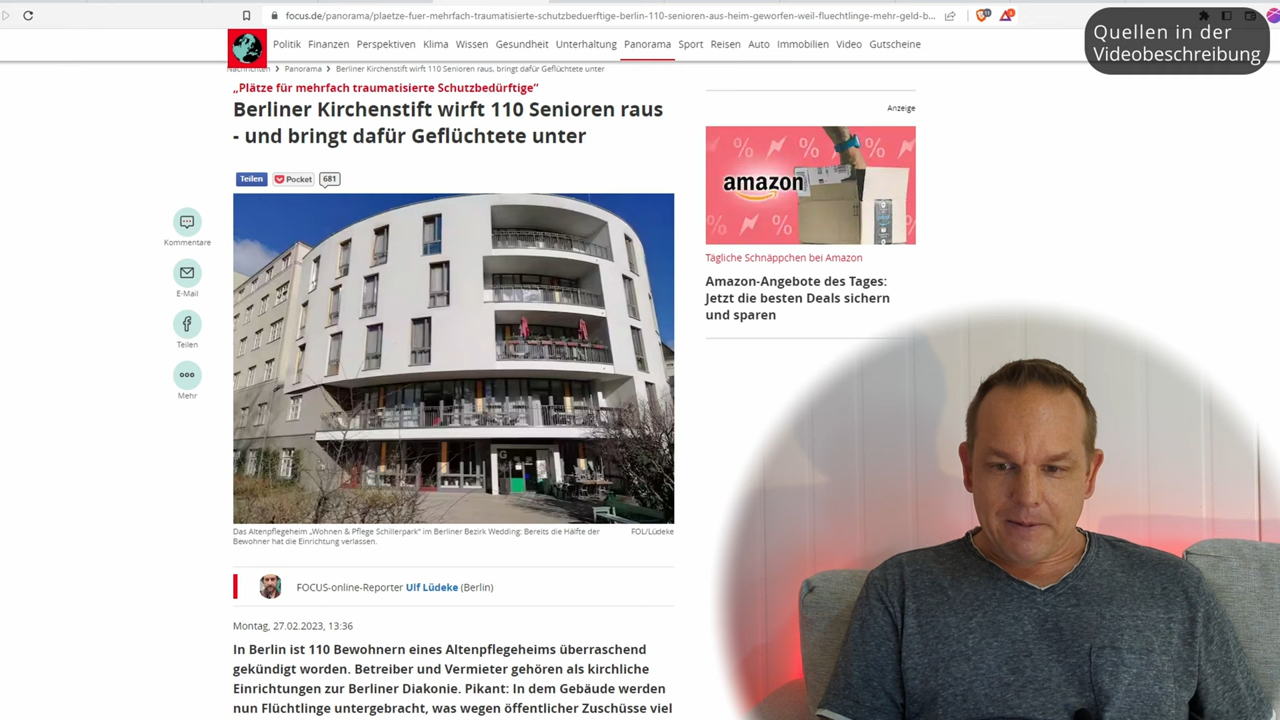 focus.de/panorama/plaetze-fuer-mehrfach-traumatisierte-schutzbeduerftige-berlin-110-senioren-aus-heim-geworfen-weil-fluechtlinge-mehr-geld-b...
Quellen in der
Videobeschreibung
Politik Finanzen Perspektiven Klima Wissen Gesundheit Unterhaltung Panorama Sport Reisen Auto Immobilien Video Gutscheine
Nachrichten > Panorama > Berliner Kirchenstift wirft 110 Senioren raus, bringt dafür Geflüchtete unter
„Plätze für mehrfach traumatisierte Schutzbedürftige“
Berliner Kirchenstift wirft 110 Senioren raus
- und bringt dafür Geflüchtete unter
Teilen Pocket 681
Kommentare
E-Mail
Teilen
Mehr
G
Das Altenpflegeheim „Wohnen & Pflege Schillerpark“ im Berliner Bezirk Wedding: Bereits die Hälfte der
Bewohner hat die Einrichtung verlassen.
FOL/Lüdeke
FOCUS-online-Reporter Ulf Lüdeke (Berlin)
Montag, 27.02.2023, 13:36
In Berlin ist 110 Bewohnern eines Altenpflegeheims überraschend
gekündigt worden. Betreiber und Vermieter gehören als kirchliche
Einrichtungen zur Berliner Diakonie. Pikant: In dem Gebäude werden
nun Flüchtlinge untergebracht, was wegen öffentlicher Zuschüsse viel
Anzeige
amazon
Tägliche Schnäppchen bei Amazon
Amazon-Angebote des Tages:
Jetzt die besten Deals sichern
und sparen